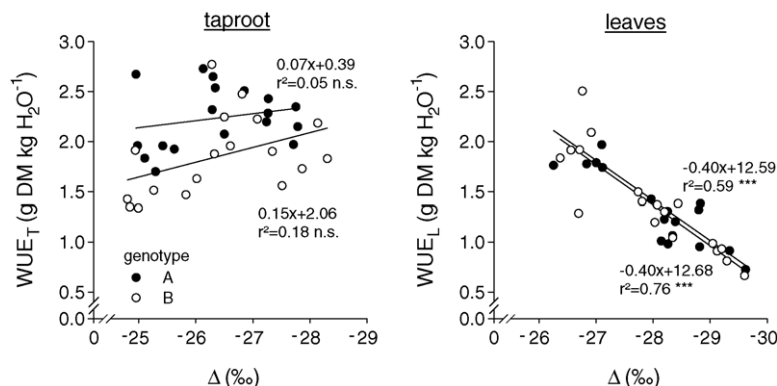 taproot
3.0
2.5
2.0
1.5
1.0
0.5
0.0
WUE_T (g DM kg H₂O⁻¹)
0.07x+0.39
r²=0.05 n.s.
0.15x+2.06
r²=0.18 n.s.
genotype
A
B
0 -25 -26 -27 -28 -29
Δ (‰)
leaves
3.0
2.5
2.0
1.5
1.0
0.5
0.0
WUE_L (g DM kg H₂O⁻¹)
-0.40x+12.59
r²=0.59 ***
-0.40x+12.68
r²=0.76 ***
-26 -27 -28 -29 -30
Δ (‰)